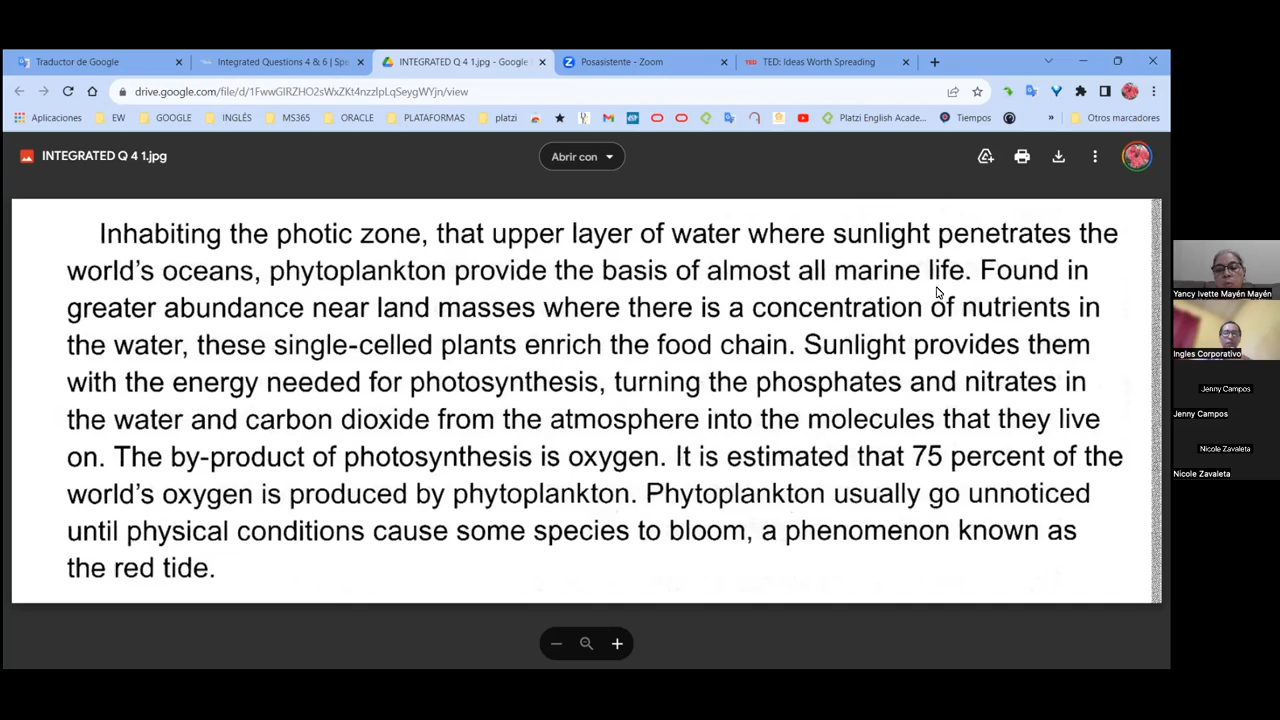 Traductor de Google
Integrated Questions 4 & 6 | Spe
INTEGRATED Q 4 1.jpg - Google
Posasistente - Zoom
TED: Ideas Worth Spreading
drive.google.com/file/d/1FwwGIRZHO2sWxZKt4nzzlpLqSeygWYjn/view
Aplicaciones EW GOOGLE INGLÉS MS365 ORACLE PLATAFORMAS platzi Platzi English Acade... Tiempos » Otros marcadores
INTEGRATED Q 4 1.jpg
Abrir con
Inhabiting the photic zone, that upper layer of water where sunlight penetrates the
world's oceans, phytoplankton provide the basis of almost all marine life. Found in
greater abundance near land masses where there is a concentration of nutrients in
the water, these single-celled plants enrich the food chain. Sunlight provides them
with the energy needed for photosynthesis, turning the phosphates and nitrates in
the water and carbon dioxide from the atmosphere into the molecules that they live
on. The by-product of photosynthesis is oxygen. It is estimated that 75 percent of the
world's oxygen is produced by phytoplankton. Phytoplankton usually go unnoticed
until physical conditions cause some species to bloom, a phenomenon known as
the red tide.
Yancy Ivette Mayén Mayén
Ingles Corporativo
Jenny Campos
Jenny Campos
Nicole Zavaleta
Nicole Zavaleta